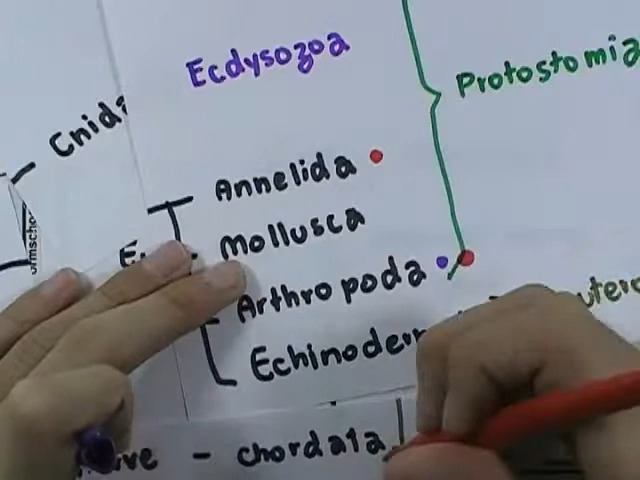 Ecdysozoa
Protostomia
Cnida
Annelida
Mollusca
Arthropoda
Echinoder
- chordata